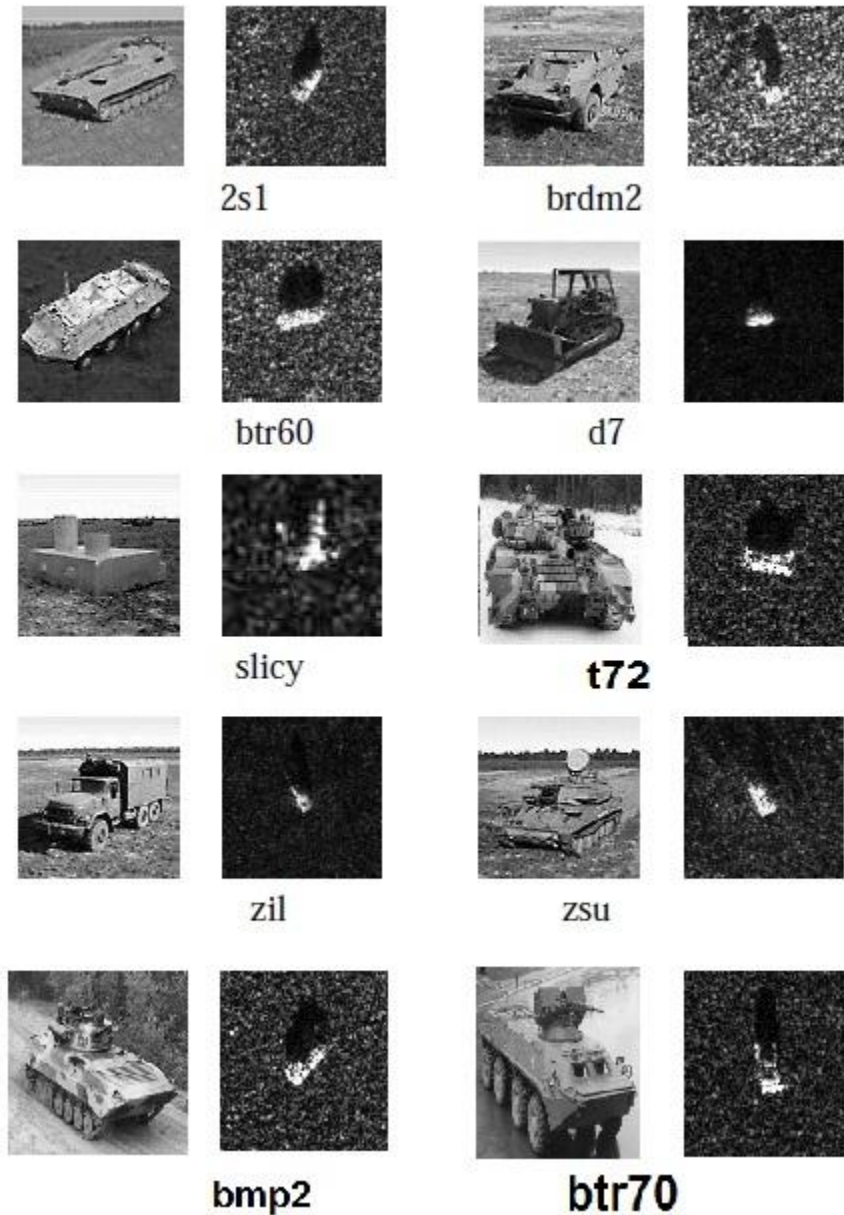 2s1 brdm2
btr60 d7
slicy t72
zil zsu
bmp2 btr70